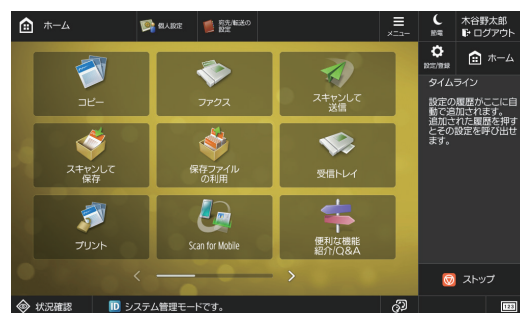 ホーム
個人設定
宛先/転送の
設定
メニュー
節電
木谷野太郎
ログアウト
設定/登録
ホーム
コピー
ファクス
スキャンして
送信
スキャンして
保存
保存ファイル
の利用
受信トレイ
プリント
Scan for Mobile
便利な機能
紹介/Q&A
タイムライン
設定の履歴がここに自
動で追加されます。
追加された履歴を押す
とその設定を呼び出せ
ます。
ストップ
状況確認
ID システム管理モードです。
123